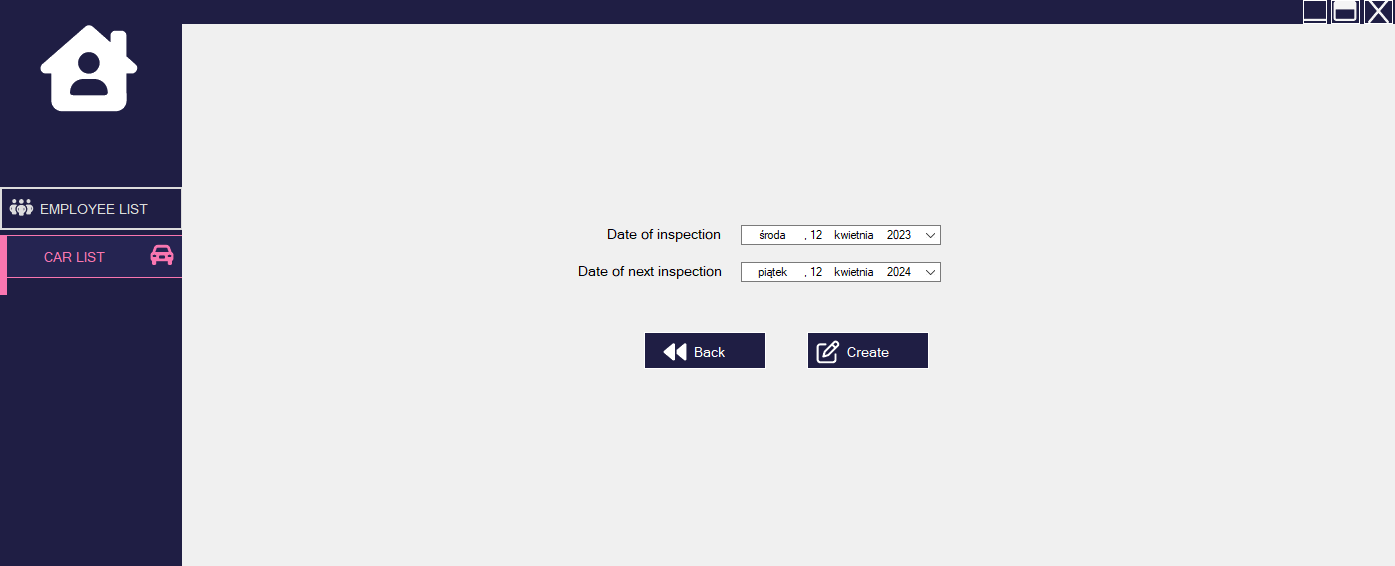 EMPLOYEE LIST
CAR LIST
Date of inspection środa , 12 kwietnia 2023
Date of next inspection piątek , 12 kwietnia 2024
Back Create